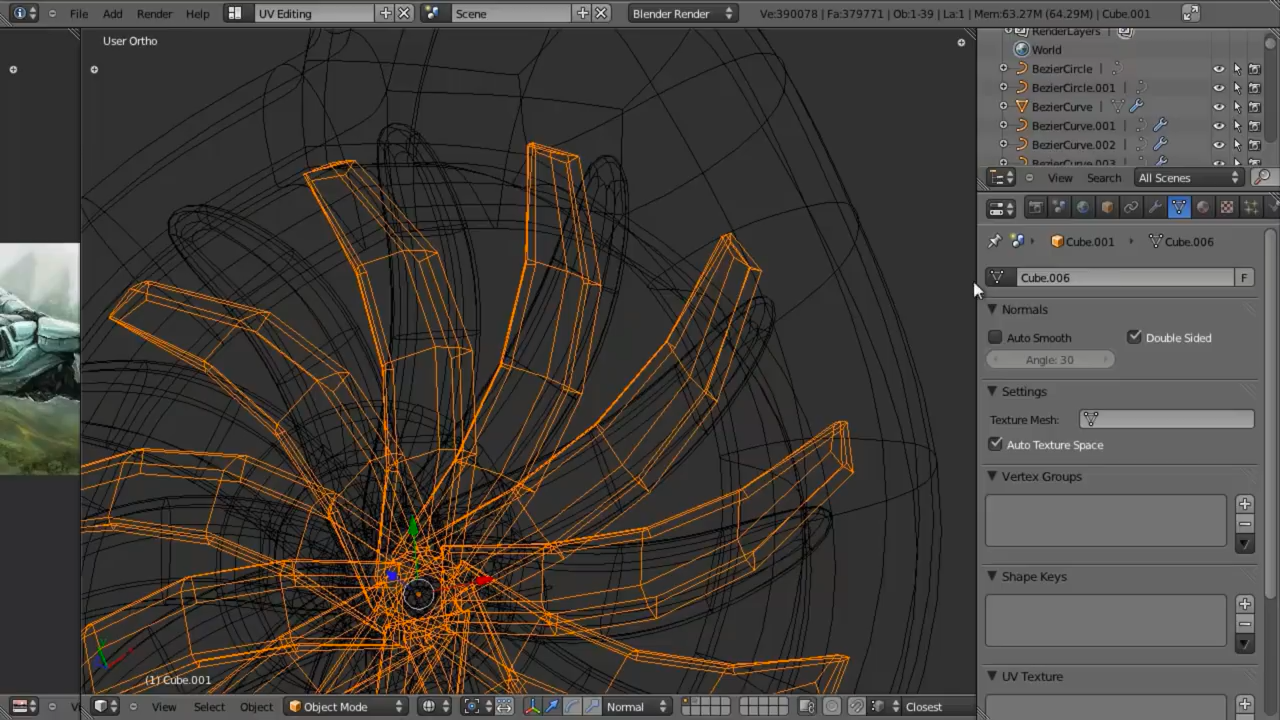 File Add Render Help UV Editing Scene Blender Render Ve:390078 | Fa:379771 | Ob:1-39 | La:1 | Mem:63.27M (64.29M) | Cube.001
User Ortho
RenderLayers
World
BezierCircle
BezierCircle.001
BezierCurve
BezierCurve.001
BezierCurve.002
BezierCurve.003
View Search All Scenes
Cube.001 Cube.006
Cube.006 F
Normals
Auto Smooth Double Sided
Angle: 30
Settings
Texture Mesh:
Auto Texture Space
Vertex Groups
Shape Keys
UV Texture
(1) Cube.001
Vi View Select Object Object Mode Normal Closest